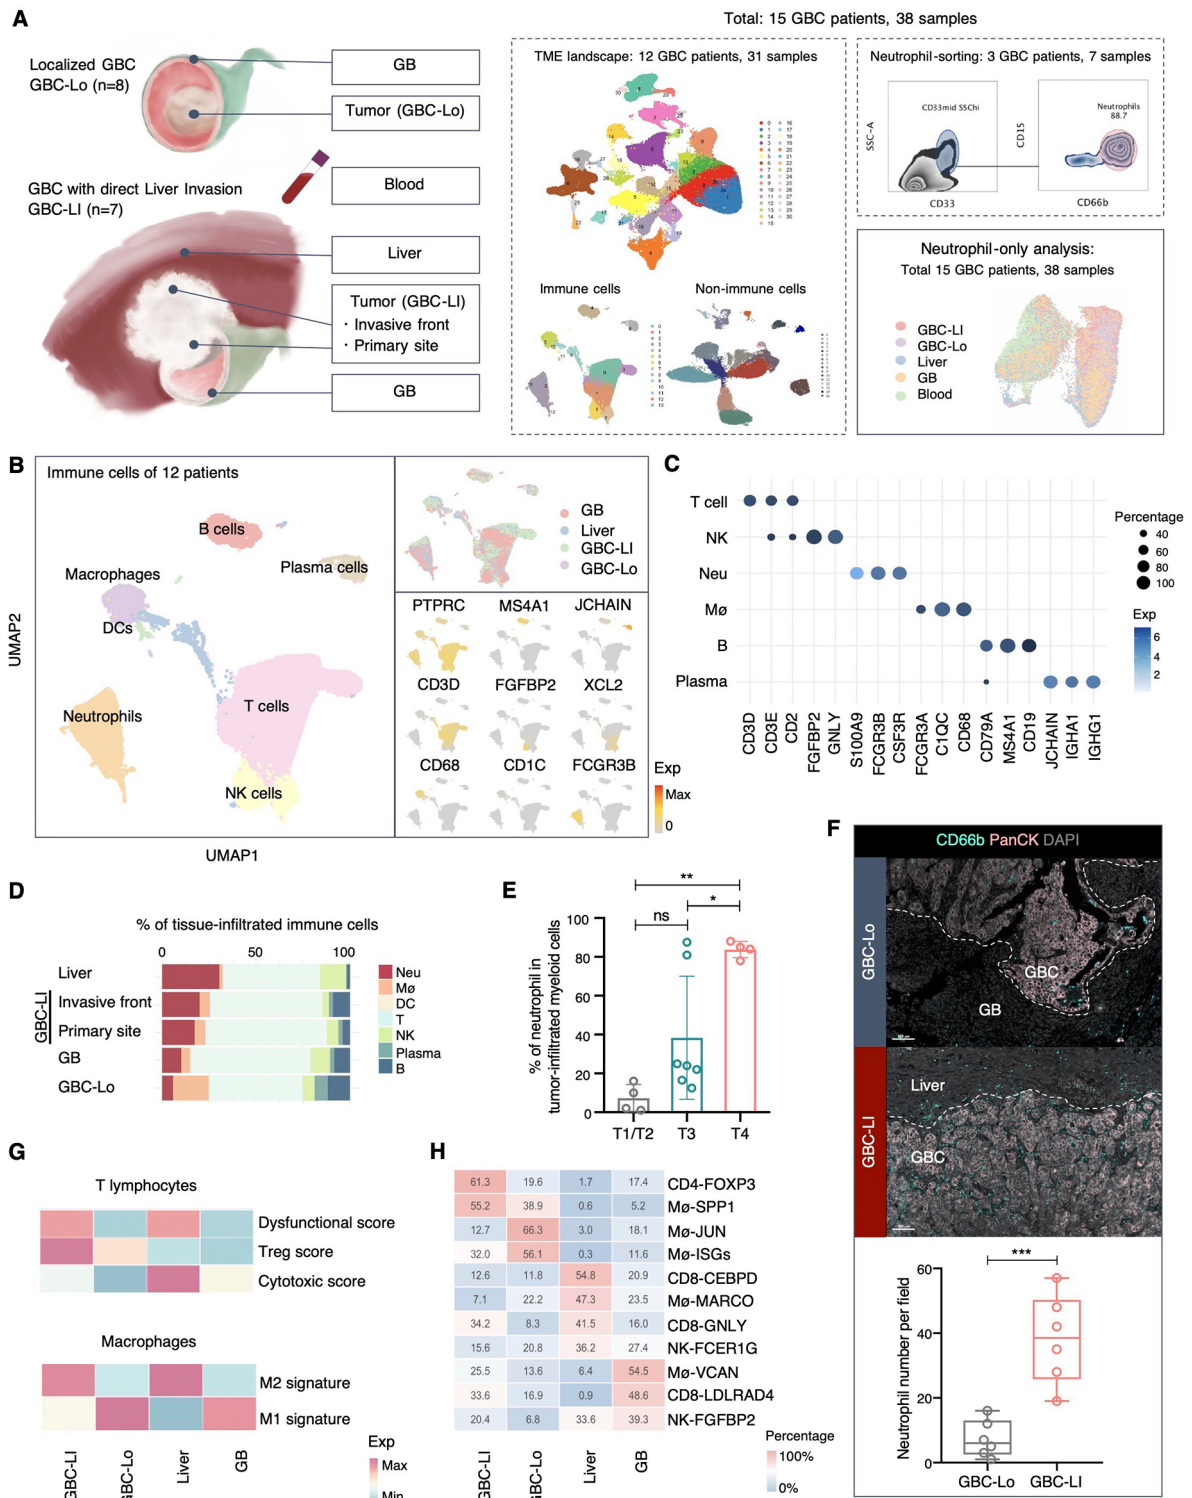 A
Total: 15 GBC patients, 38 samples
Localized GBC
GBC-Lo (n=8)
GB
Tumor (GBC-Lo)
GBC with direct Liver Invasion
GBC-LI (n=7)
Blood
Liver
Tumor (GBC-LI)
· Invasive front
· Primary site
GB
TME landscape: 12 GBC patients, 31 samples
Immune cells
Non-immune cells
Neutrophil-sorting: 3 GBC patients, 7 samples
SSC-A
CD33mid SSChi
CD33
CD15
Neutrophils
88.7
CD66b
Neutrophil-only analysis:
Total 15 GBC patients, 38 samples
GBC-LI
GBC-Lo
Liver
GB
Blood
B
Immune cells of 12 patients
B cells
Plasma cells
Macrophages
DCs
T cells
Neutrophils
NK cells
UMAP2
UMAP1
GB
Liver
GBC-LI
GBC-Lo
PTPRC MS4A1 JCHAIN
CD3D FGFBP2 XCL2
CD68 CD1C FCGR3B
Exp
Max
0
C
T cell
NK
Neu
Mø
B
Plasma
CD3D
CD3E
CD2
FGFBP2
GNLY
S100A9
FCGR3B
CSF3R
FCGR3A
C1QC
CD68
CD79A
MS4A1
CD19
JCHAIN
IGHA1
IGHG1
Percentage
40
60
80
100
Exp
6
4
2
D
% of tissue-infiltrated immune cells
0 50 100
Liver
GBC-LI
Invasive front
Primary site
GB
GBC-Lo
Neu
Mø
DC
T
NK
Plasma
B
E
% of neutrophil in
tumor-infiltrated myeloid cells
100
80
60
40
20
0
**
*
ns
T1/T2 T3 T4
F
CD66b PanCK DAPI
GBC-Lo
GBC
GB
GBC-LI
Liver
GBC
***
Neutrophil number per field
60
40
20
0
GBC-Lo GBC-LI
G
T lymphocytes
Dysfunctional score
Treg score
Cytotoxic score
Macrophages
M2 signature
M1 signature
GBC-LI
GBC-Lo
Liver
GB
Exp
Max
Min
H
61.3 19.6 1.7 17.4 CD4-FOXP3
55.2 38.9 0.6 5.2 Mø-SPP1
12.7 66.3 3.0 18.1 Mø-JUN
32.0 56.1 0.3 11.6 Mø-ISGs
12.6 11.8 54.8 20.9 CD8-CEBPD
7.1 22.2 47.3 23.5 Mø-MARCO
34.2 8.3 41.5 16.0 CD8-GNLY
15.6 20.8 36.2 27.4 NK-FCER1G
25.5 13.6 6.4 54.5 Mø-VCAN
33.6 16.9 0.9 48.6 CD8-LDLRAD4
20.4 6.8 33.6 39.3 NK-FGFBP2
GBC-LI
GBC-Lo
Liver
GB
Percentage
100%
0%